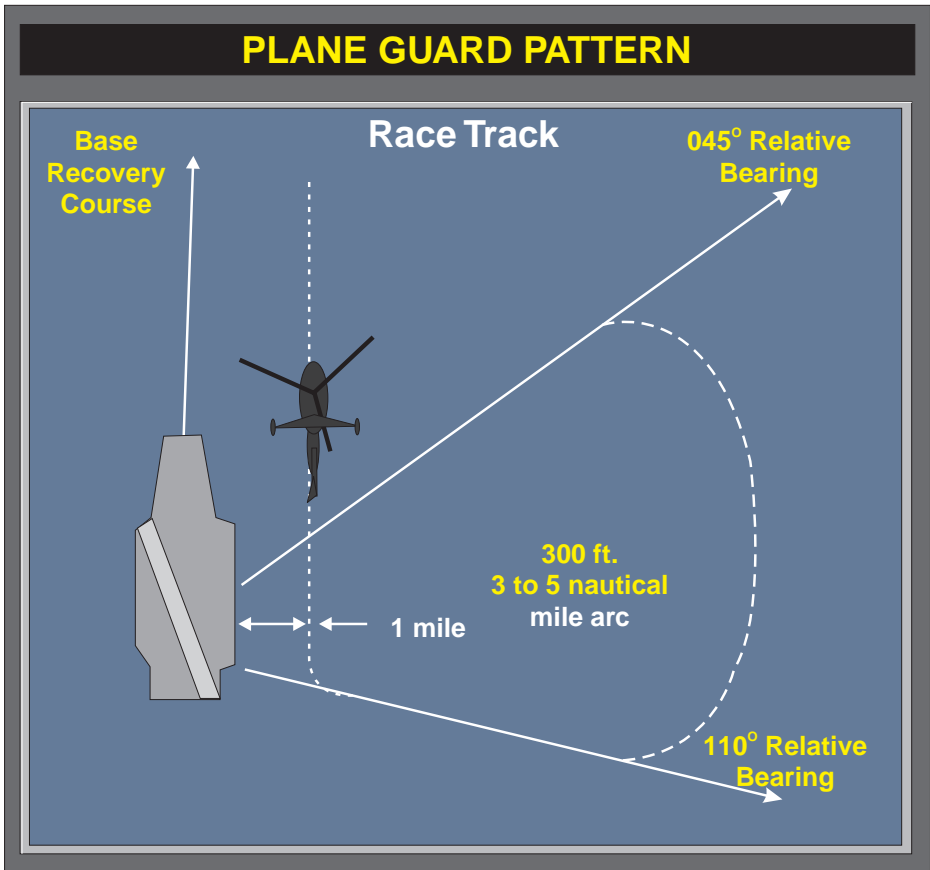 PLANE GUARD PATTERN
Race Track
Base
Recovery
Course
045° Relative
Bearing
300 ft.
3 to 5 nautical
mile arc
1 mile
110° Relative
Bearing